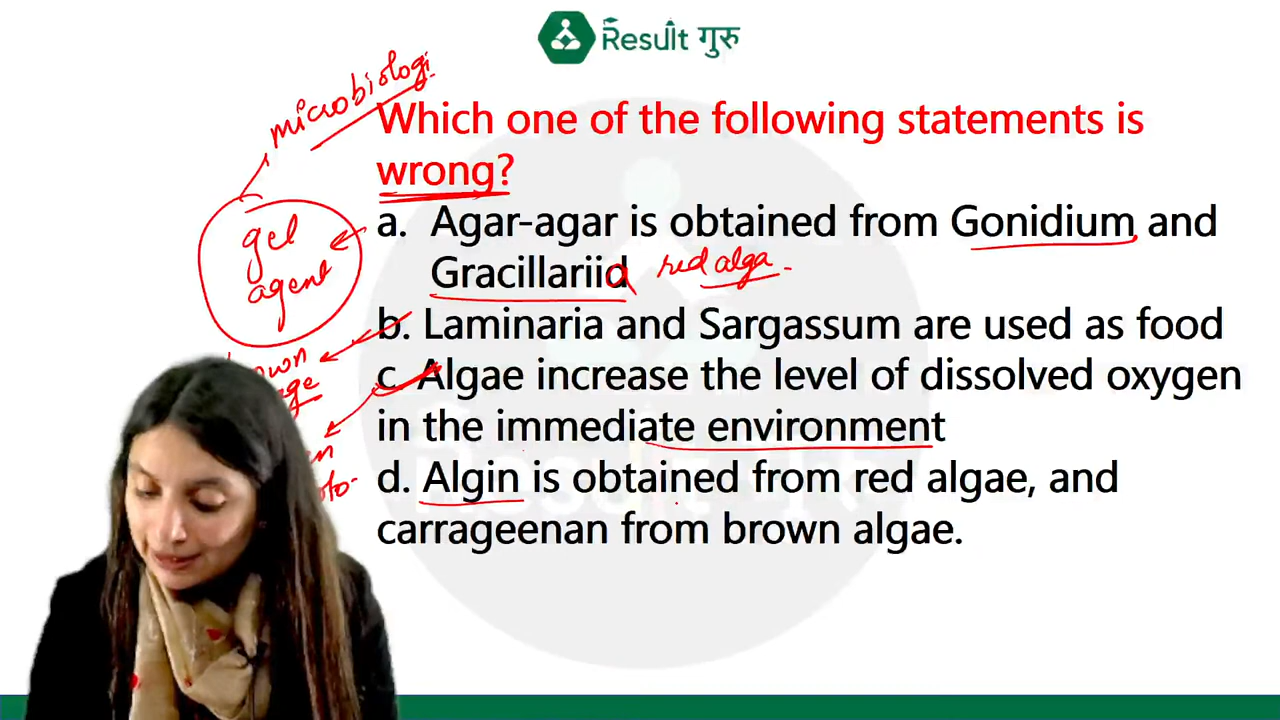 Result गुरु
microbiologi
Which one of the following statements is
wrong?
a. Agar-agar is obtained from Gonidium and
Gracillariid
red alga
gel
agent
b. Laminaria and Sargassum are used as food
c. Algae increase the level of dissolved oxygen
in the immediate environment
d. Algin is obtained from red algae, and
carrageenan from brown algae.